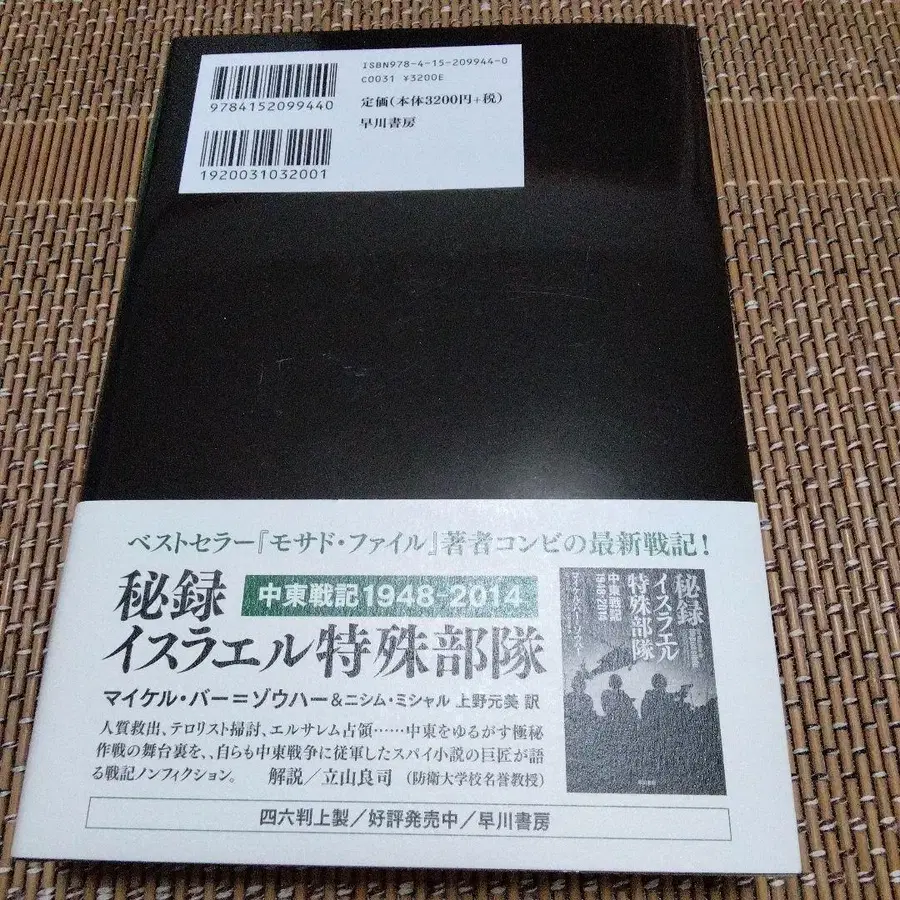 ISBN978-4-15-209944-0
C0031 ¥3200E
9784152099440
定価(本体3200円+税)
早川書房
1920031032001
ベストセラー『モサド・ファイル』著者コンビの最新戦記!
秘録
中東戦記1948-2014
イスラエル特殊部隊
マイケル・バー=ゾウハー&ニシム・ミシャル 上野元美 訳
人質救出、テロリスト掃討、エルサレム占領……中東をゆるがす極秘
作戦の舞台裏を、自らも中東戦争に従軍したスパイ小説の巨匠が語
る戦記ノンフィクション。 解説/立山良司(防衛大学校名誉教授)
秘録
イスラエル
特殊部隊
中東戦記
1948-2014
四六判上製/好評発売中/早川書房